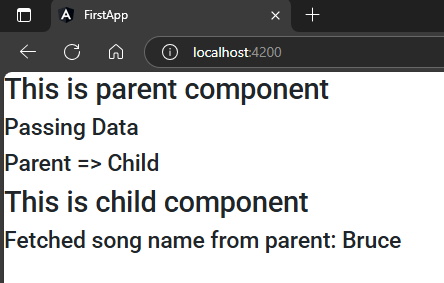 FirstApp
localhost:4200
This is parent component
Passing Data
Parent => Child
This is child component
Fetched song name from parent: Bruce